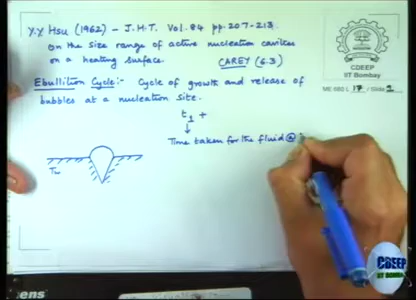 Y.Y Hsu (1962) - J.H.T. Vol. 84 pp. 207-213.
on the size range of active nucleation cavities
on a heating surface. CAREY (6.3)
Ebullition Cycle:- Cycle of growth and release of
bubbles at a nucleation site.
t1 +
Time taken for the fluid @
Tw
CDEEP
IIT Bombay
ME 683 L 17 / Slide 2
CDEEP
IIT BOMBAY